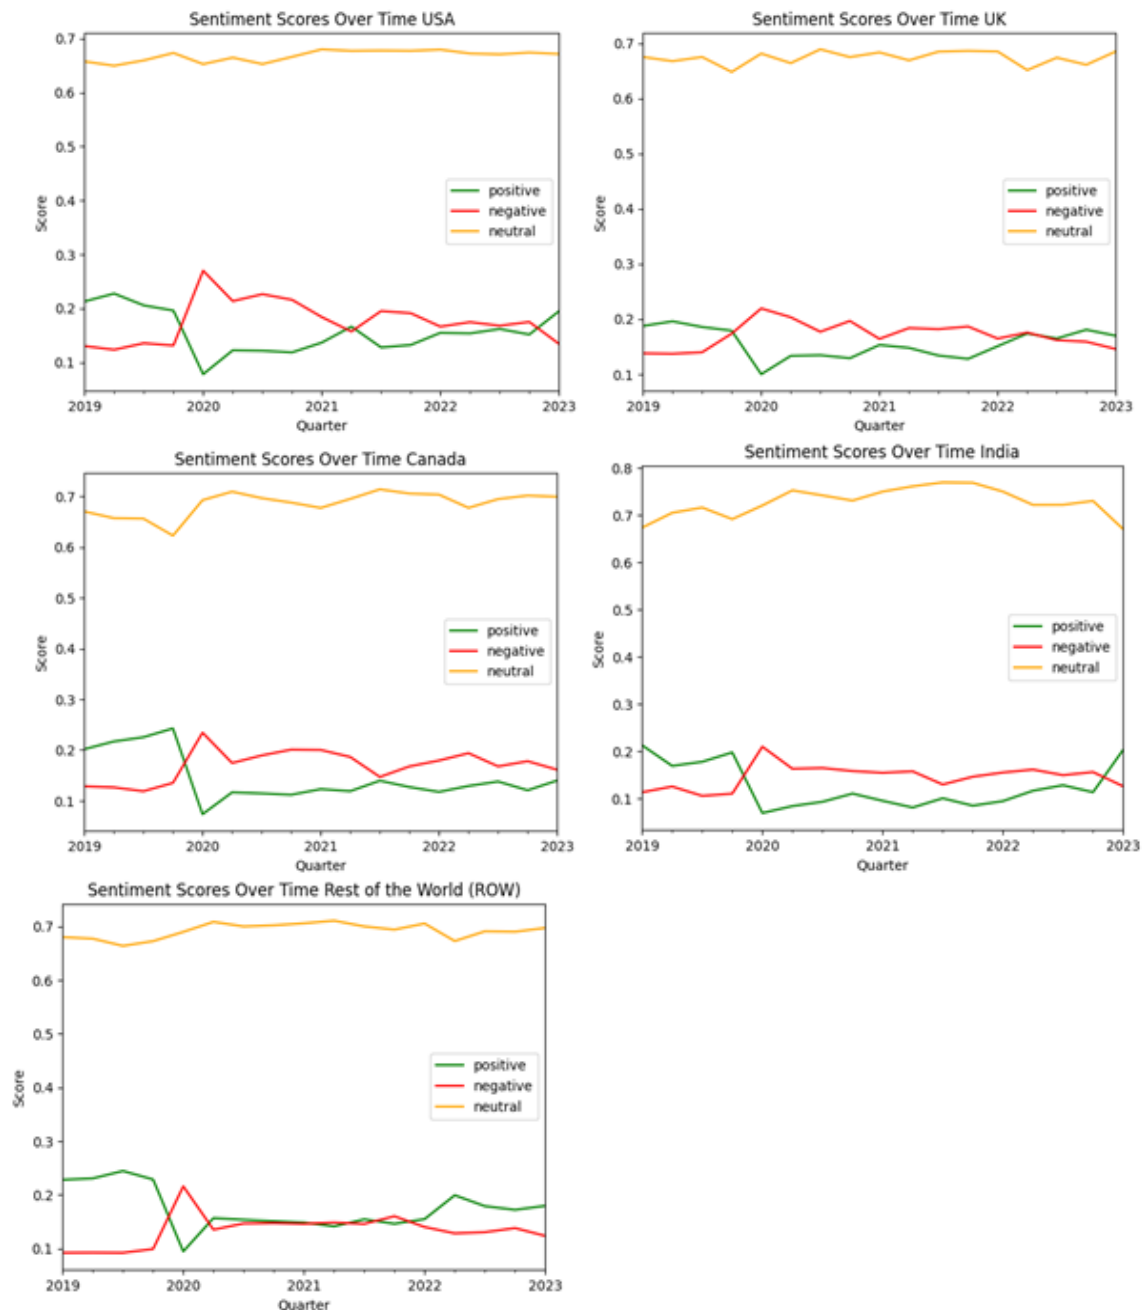 Sentiment Scores Over Time USA
0.7
0.6
0.5
0.4
0.3
0.2
0.1
Score
positive
negative
neutral
2019 2020 2021 2022 2023
Quarter
Sentiment Scores Over Time UK
0.7
0.6
0.5
0.4
0.3
0.2
0.1
Score
positive
negative
neutral
2019 2020 2021 2022 2023
Quarter
Sentiment Scores Over Time Canada
0.7
0.6
0.5
0.4
0.3
0.2
0.1
Score
positive
negative
neutral
2019 2020 2021 2022 2023
Quarter
Sentiment Scores Over Time India
0.8
0.7
0.6
0.5
0.4
0.3
0.2
0.1
Score
positive
negative
neutral
2019 2020 2021 2022 2023
Quarter
Sentiment Scores Over Time Rest of the World (ROW)
0.7
0.6
0.5
0.4
0.3
0.2
0.1
Score
positive
negative
neutral
2019 2020 2021 2022 2023
Quarter